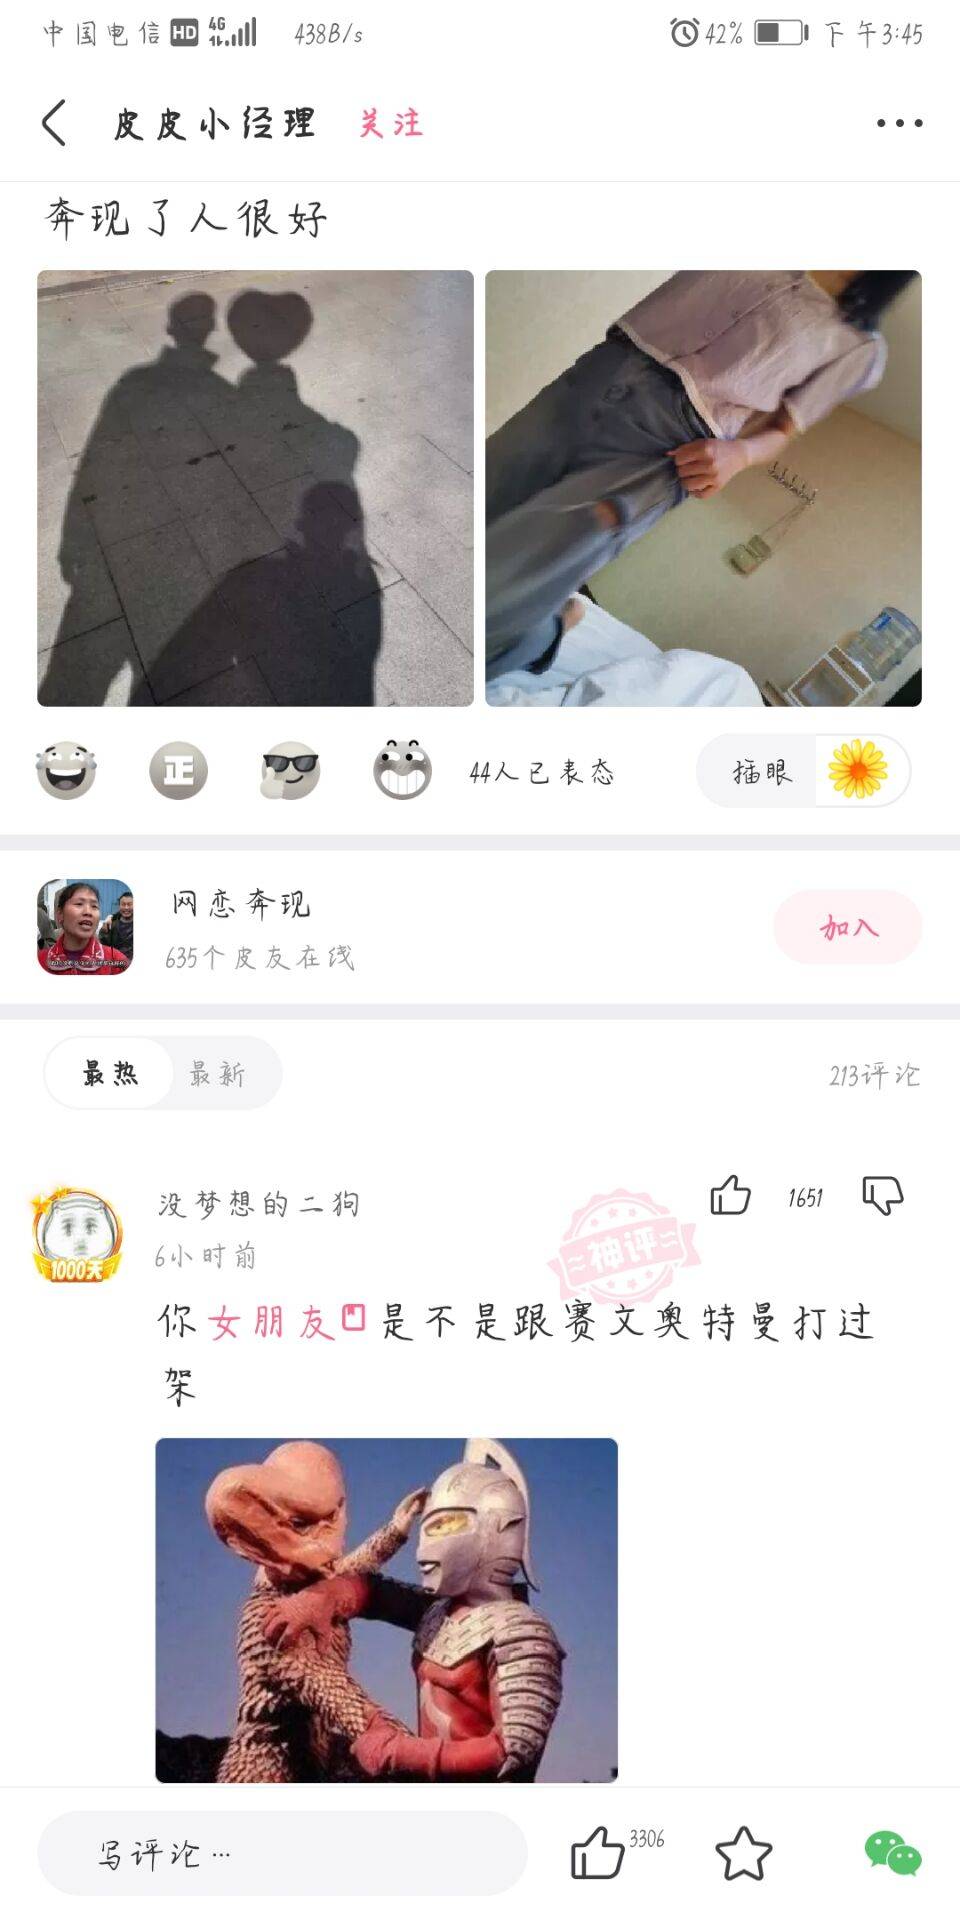 中国电信 HD 4G 438B/s 42% 下午3:45
皮皮小经理 关注
奔现了人很好
正 44人已表态 插眼
网恋奔现
635个皮友在线
加入
最热 最新 213评论
没梦想的二狗
6小时前
神评
1651
1000天
你女朋友是不是跟赛文奥特曼打过
架
写评论...
3306